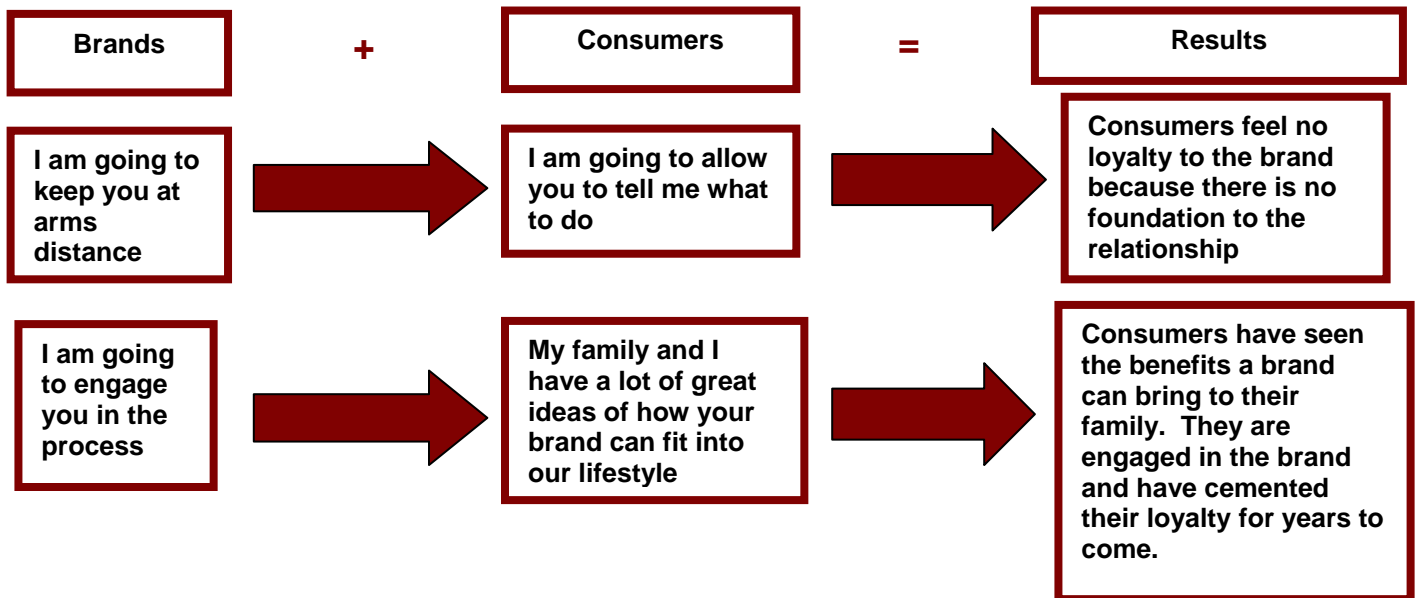 Brands
+
Consumers
=
Results
I am going to
keep you at
arms
distance
I am going to allow
you to tell me what
to do
Consumers feel no
loyalty to the brand
because there is no
foundation to the
relationship
I am going
to engage
you in the
process
My family and I
have a lot of great
ideas of how your
brand can fit into
our lifestyle
Consumers have seen
the benefits a brand
can bring to their
family.  They are
engaged in the brand
and have cemented
their loyalty for years to
come.